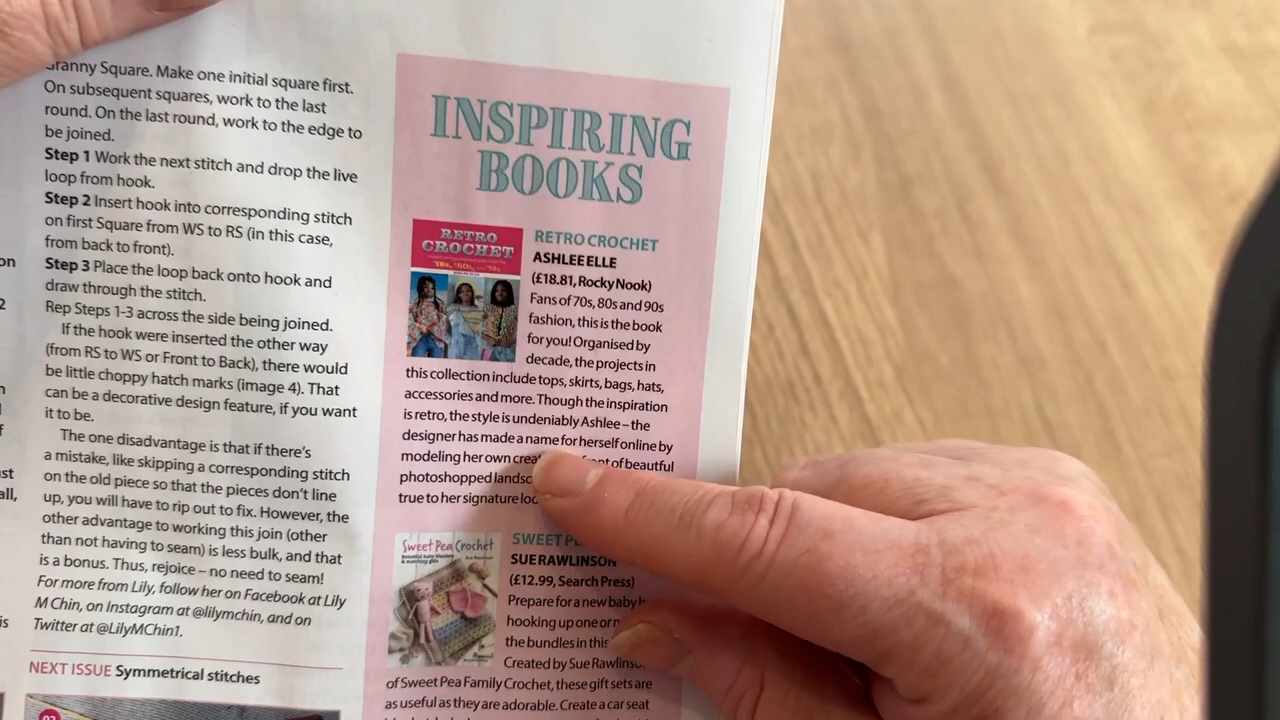 Granny Square. Make one initial square first.
On subsequent squares, work to the last
round. On the last round, work to the edge to
be joined.
Step 1 Work the next stitch and drop the live
loop from hook.
Step 2 Insert hook into corresponding stitch
on first Square from WS to RS (in this case,
from back to front).
Step 3 Place the loop back onto hook and
draw through the stitch.
Rep Steps 1-3 across the side being joined.
If the hook were inserted the other way
(from RS to WS or Front to Back), there would
be little choppy hatch marks (image 4). That
can be a decorative design feature, if you want
it to be.
The one disadvantage is that if there's
a mistake, like skipping a corresponding stitch
on the old piece so that the pieces don't line
up, you will have to rip out to fix. However, the
other advantage to working this join (other
than not having to seam) is less bulk, and that
is a bonus. Thus, rejoice – no need to seam!
For more from Lily, follow her on Facebook at Lily
M Chin, on Instagram at @lilymchin, and on
Twitter at @LilyMChin1.
NEXT ISSUE Symmetrical stitches
INSPIRING
BOOKS
RETRO
CROCHET
'70s, '80s, '90s
RETRO CROCHET
ASHLEE ELLE
(£18.81, Rocky Nook)
Fans of 70s, 80s and 90s
fashion, this is the book
for you! Organised by
decade, the projects in
this collection include tops, skirts, bags, hats,
accessories and more. Though the inspiration
is retro, the style is undeniably Ashlee – the
designer has made a name for herself online by
modeling her own of beautiful
photoshopped
true to her signature
Sweet Pea Crochet
beautiful baby blankets
& matching gifts
SWEET
SUE RAWLINSON
(£12.99, Search Press)
Prepare for a new baby
hooking up one or
the bundles in this
Created by Sue
of Sweet Pea Family Crochet, these gift sets are
as useful as they are adorable. Create a car seat